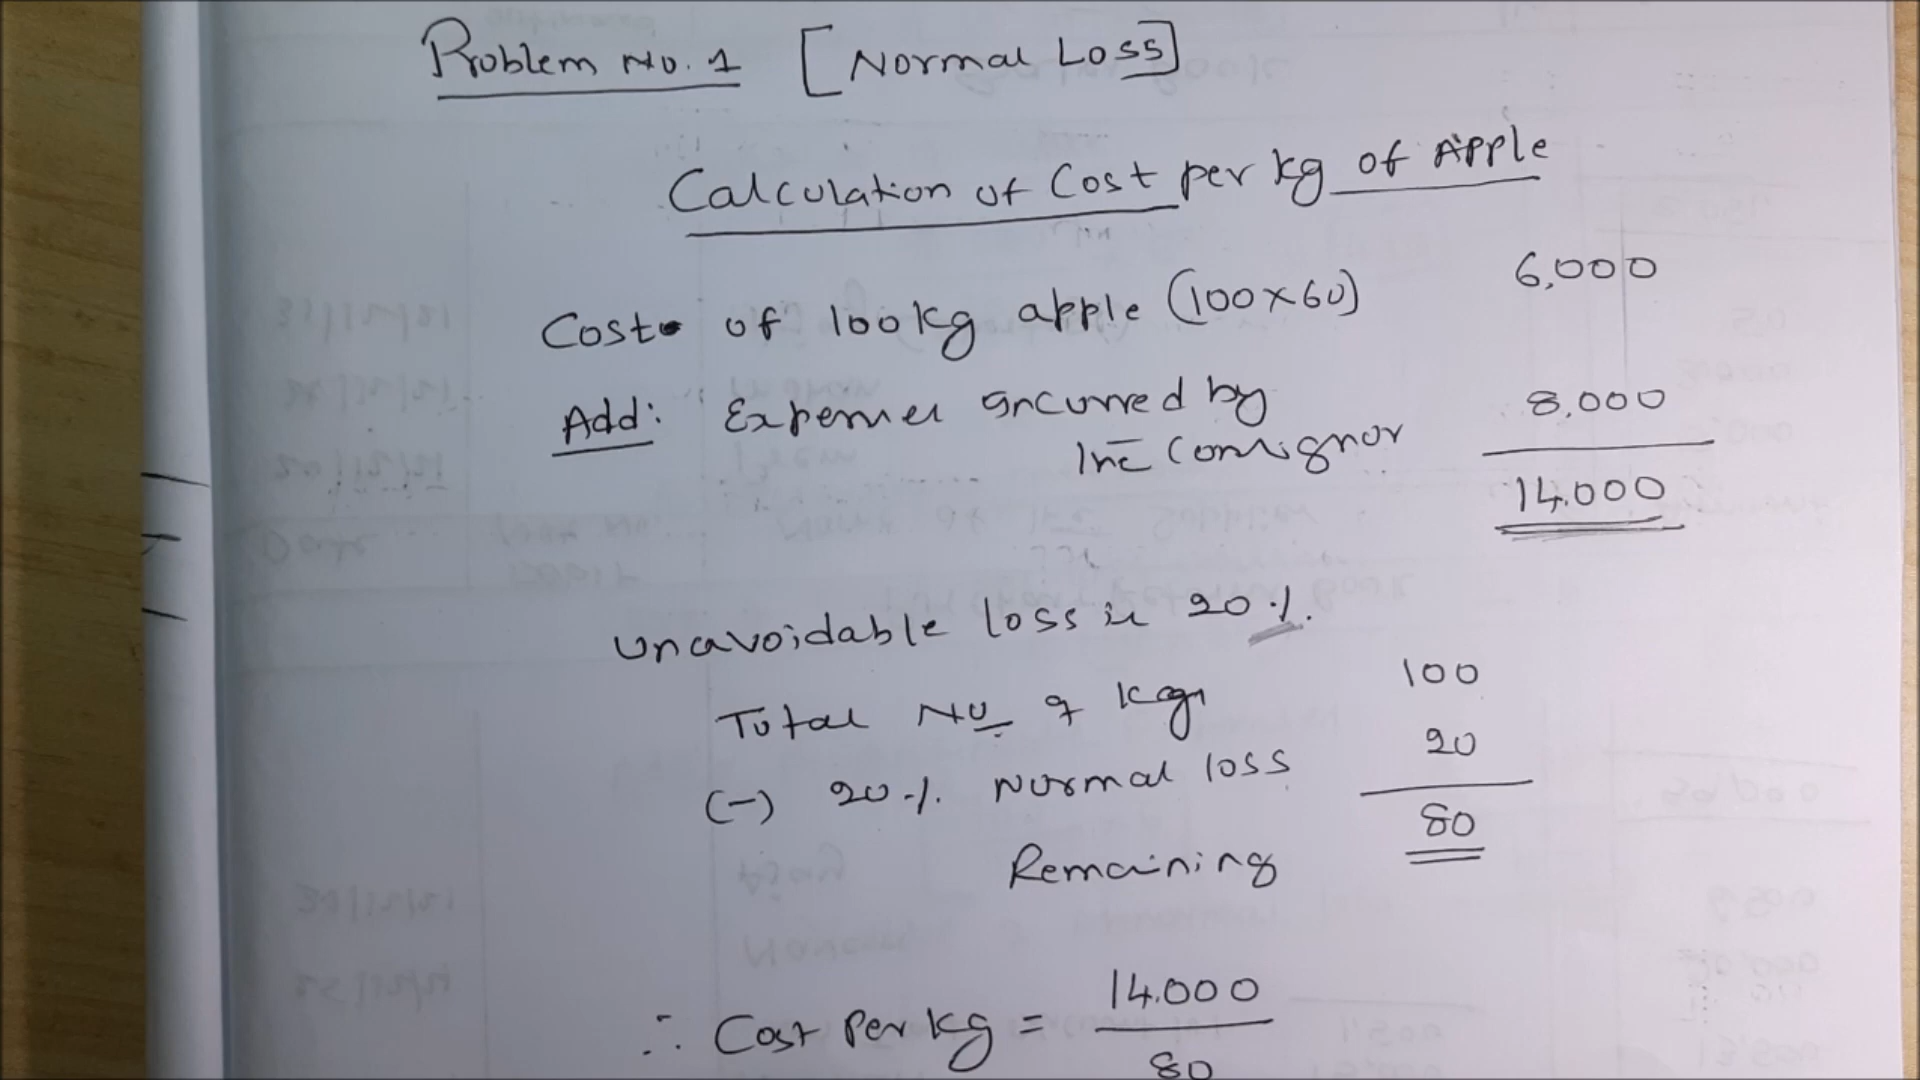 Problem No. 1 [Normal Loss]
Calculation of Cost per kg of Apple
Cost of 100kg apple (100×60) 6,000
Add: Expenses incurred by
the Consignor 8,000
14,000
Unavoidable loss is 20%.
Total No of kgs 100
(-) 20% Normal loss 20
Remaining 80
∴ Cost Per kg = 14,000
80